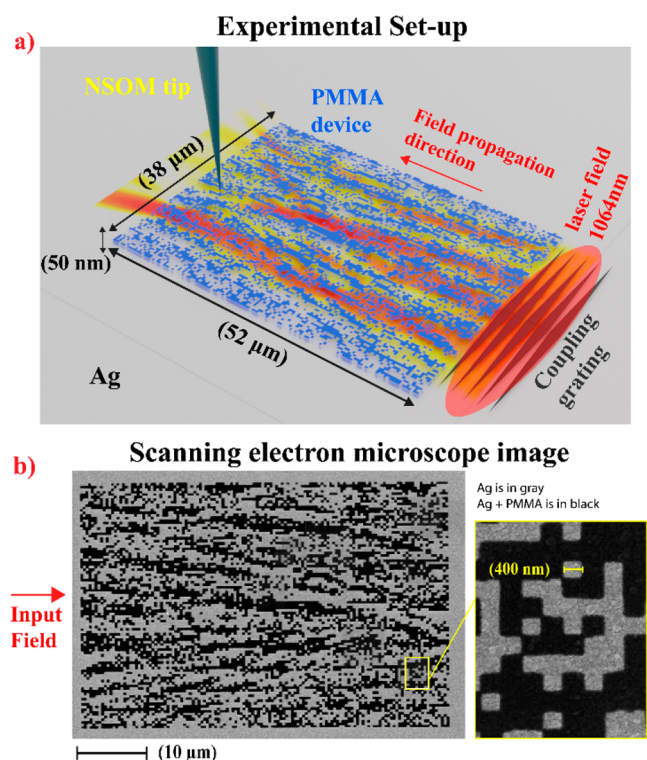 Experimental Set-up
a)
NSOM tip
PMMA
device
Field propagation
direction
laser field
1064nm
(38 μm)
(50 nm)
(52 μm)
Ag
Coupling
grating
Scanning electron microscope image
b)
Ag is in gray
Ag + PMMA is in black
(400 nm)
Input
Field
(10 μm)